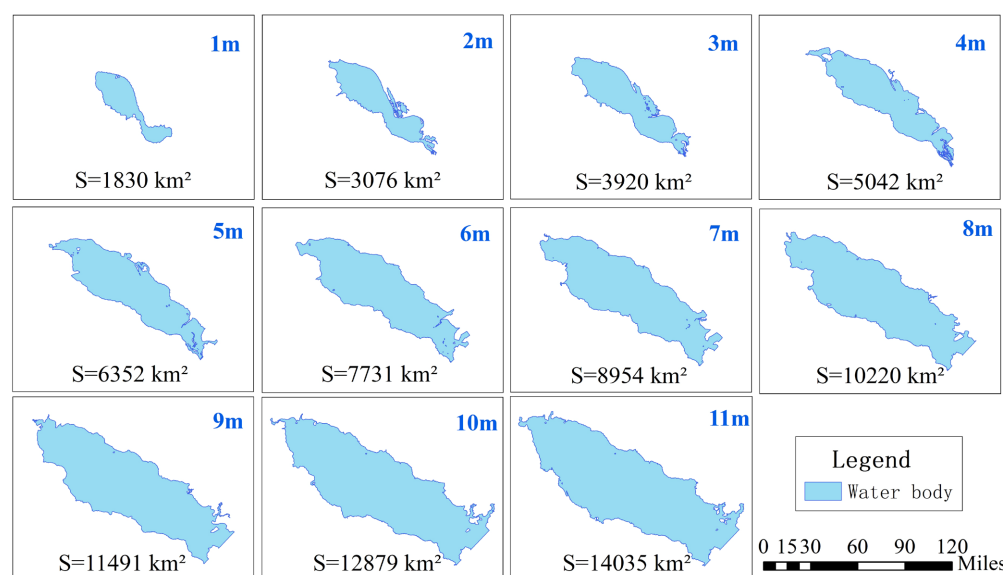 1m
S=1830 km²
2m
S=3076 km²
3m
S=3920 km²
4m
S=5042 km²
5m
S=6352 km²
6m
S=7731 km²
7m
S=8954 km²
8m
S=10220 km²
9m
S=11491 km²
10m
S=12879 km²
11m
S=14035 km²
Legend
Water body
0 1530 60 90 120
Miles